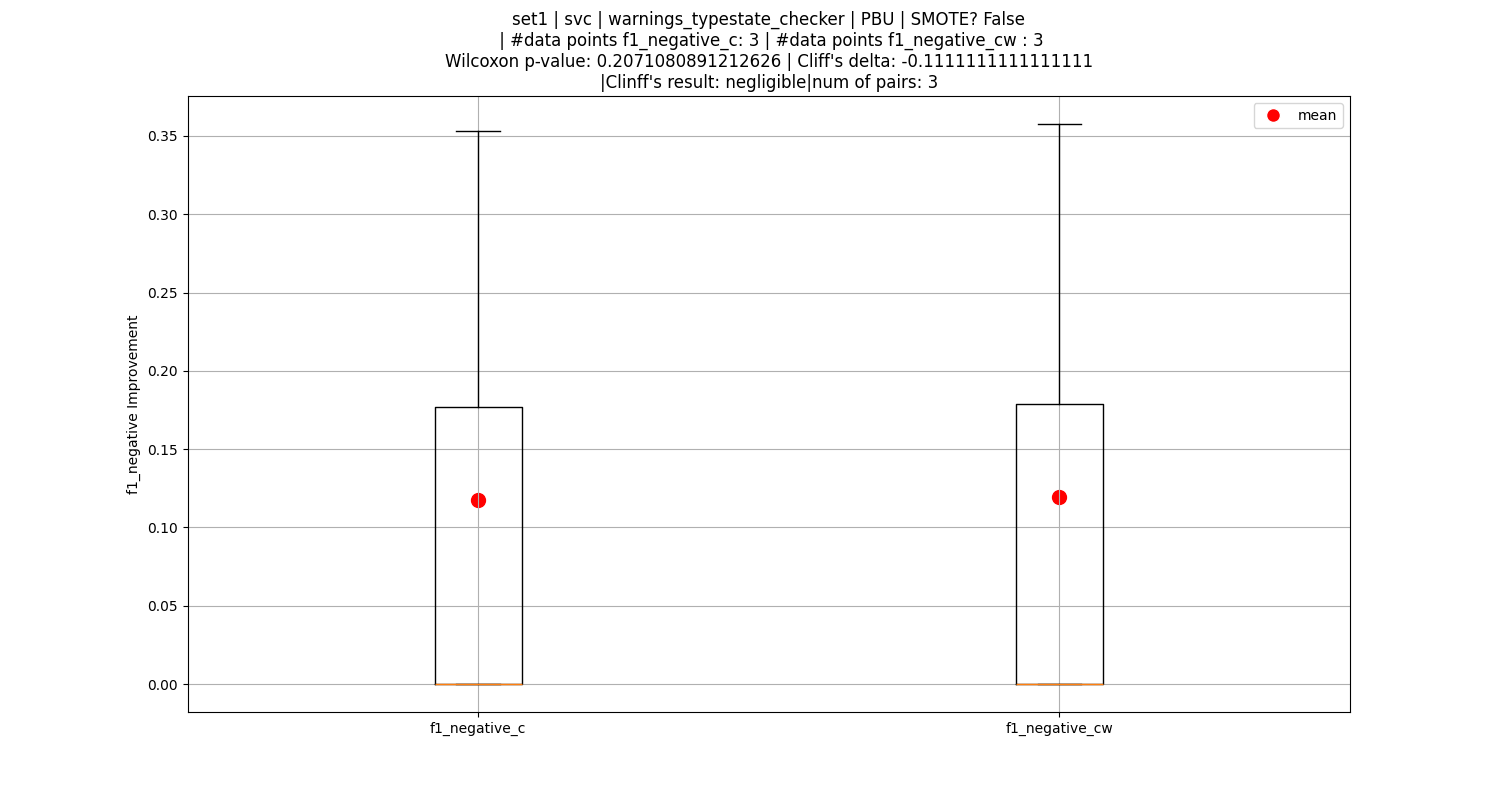 set1 | svc | warnings_typestate_checker | PBU | SMOTE? False
| #data points f1_negative_c: 3 | #data points f1_negative_cw : 3
Wilcoxon p-value: 0.2071080891212626 | Cliff's delta: -0.1111111111111111
|Clinff's result: negligible|num of pairs: 3
mean
0.35
0.30
0.25
0.20
0.15
0.10
0.05
0.00
f1_negative Improvement
f1_negative_c
f1_negative_cw